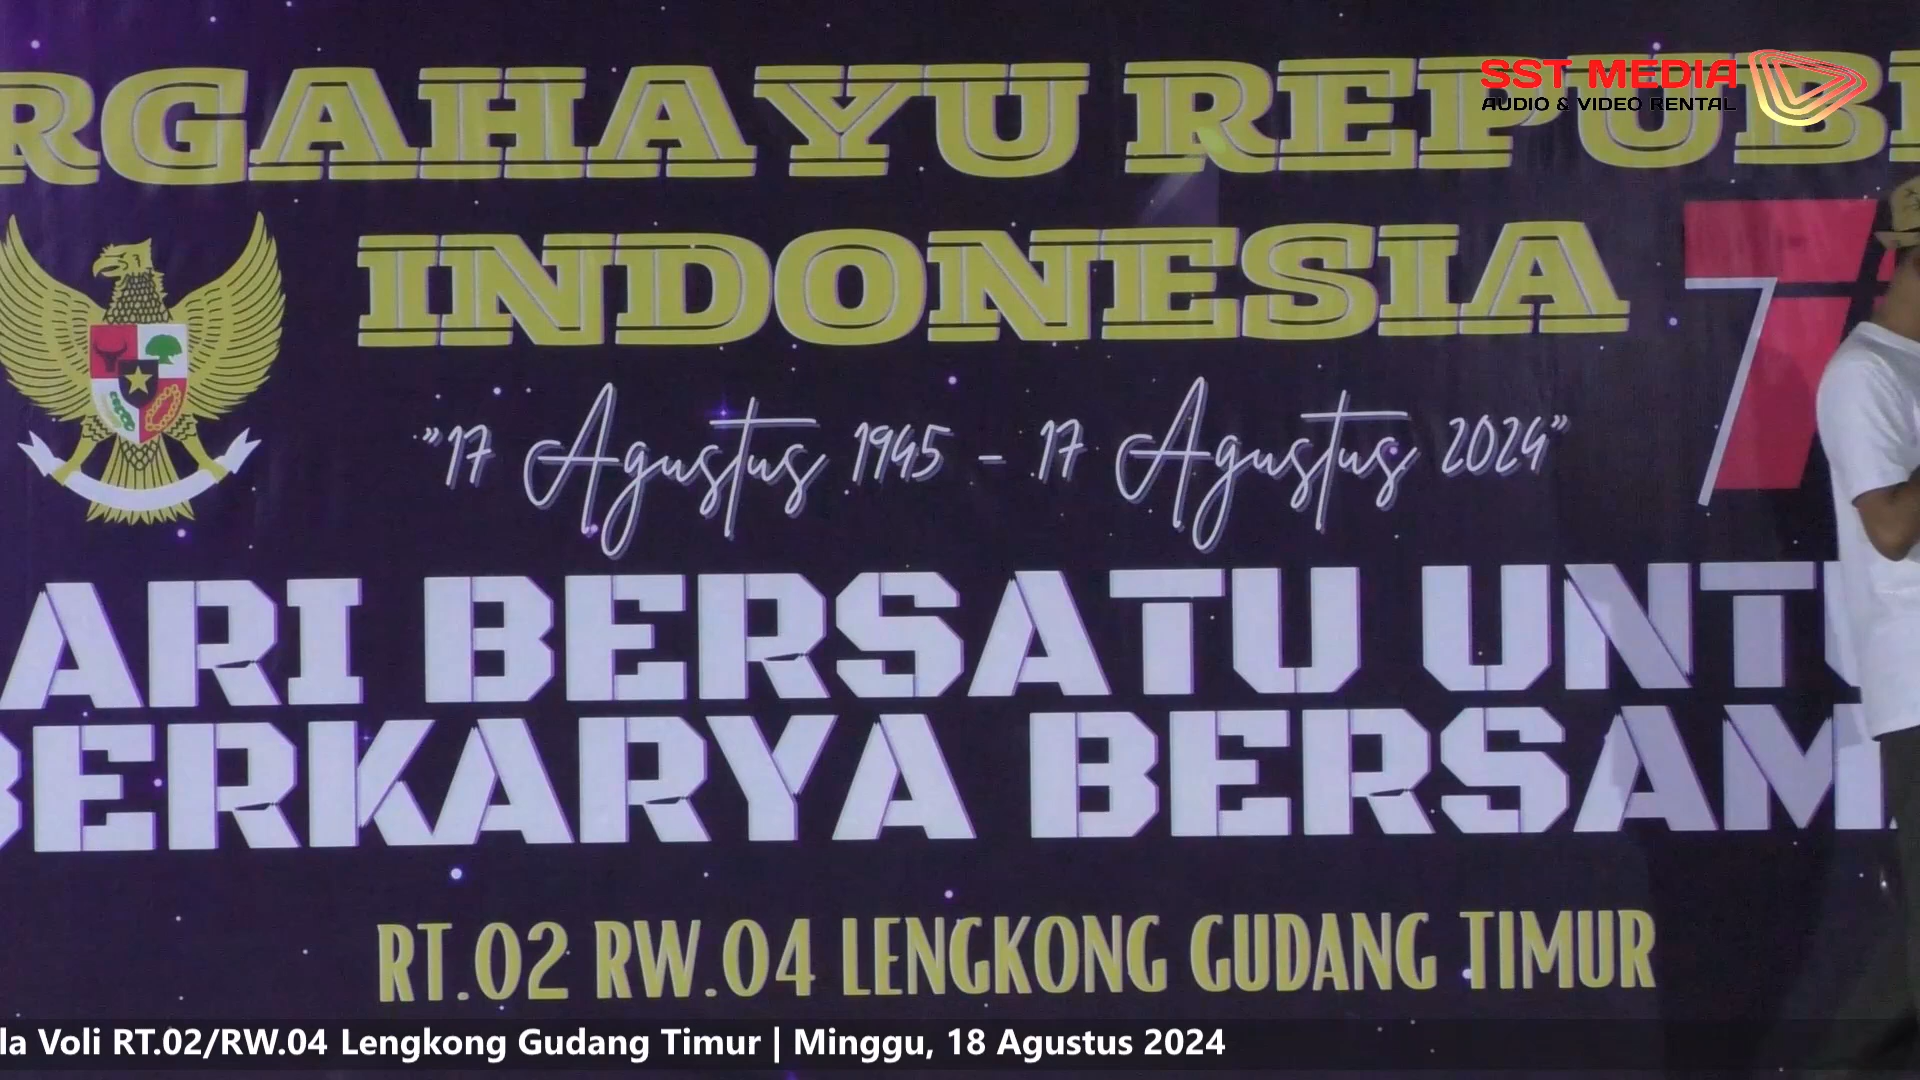 RGAHAYU REPUB
SST MEDIA
AUDIO & VIDEO RENTAL
INDONESIA
"17 Agustus 1945 - 17 Agustus 2024"
7
ARI BERSATU UNTU
BERKARYA BERSAM
RT.02 RW.04 LENGKONG GUDANG TIMUR
la Voli RT.02/RW.04 Lengkong Gudang Timur | Minggu, 18 Agustus 2024